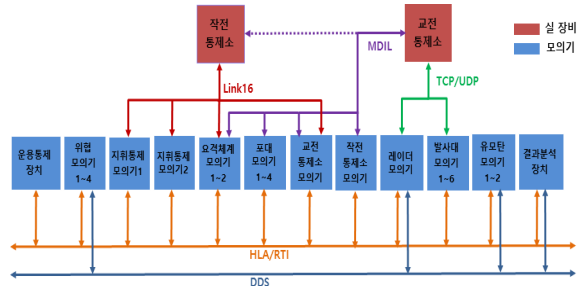 작전
통제소
교전
통제소
실 장비
모의기
MDIL
Link16
TCP/UDP
운용통제
장치
위협
모의기
1~4
지휘통제
모의기1
지휘통제
모의기2
요격체계
모의기
1~2
포대
모의기
1~4
교전
통제소
모의기
작전
통제소
모의기
레이더
모의기
발사대
모의기
1~6
유모탄
모의기
1~2
결과분석
장치
HLA/RTI
DDS